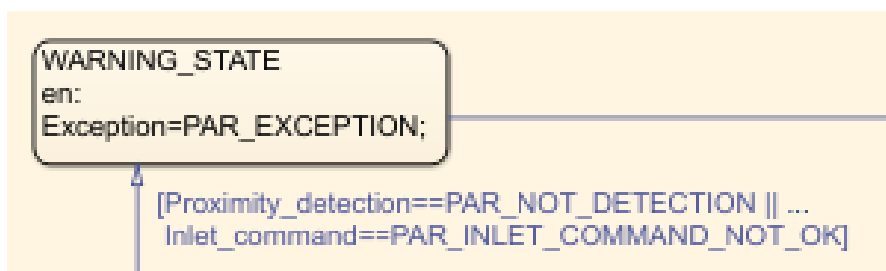 WARNING_STATE
en:
Exception=PAR_EXCEPTION;
[Proximity_detection==PAR_NOT_DETECTION || ...
Inlet_command==PAR_INLET_COMMAND_NOT_OK]